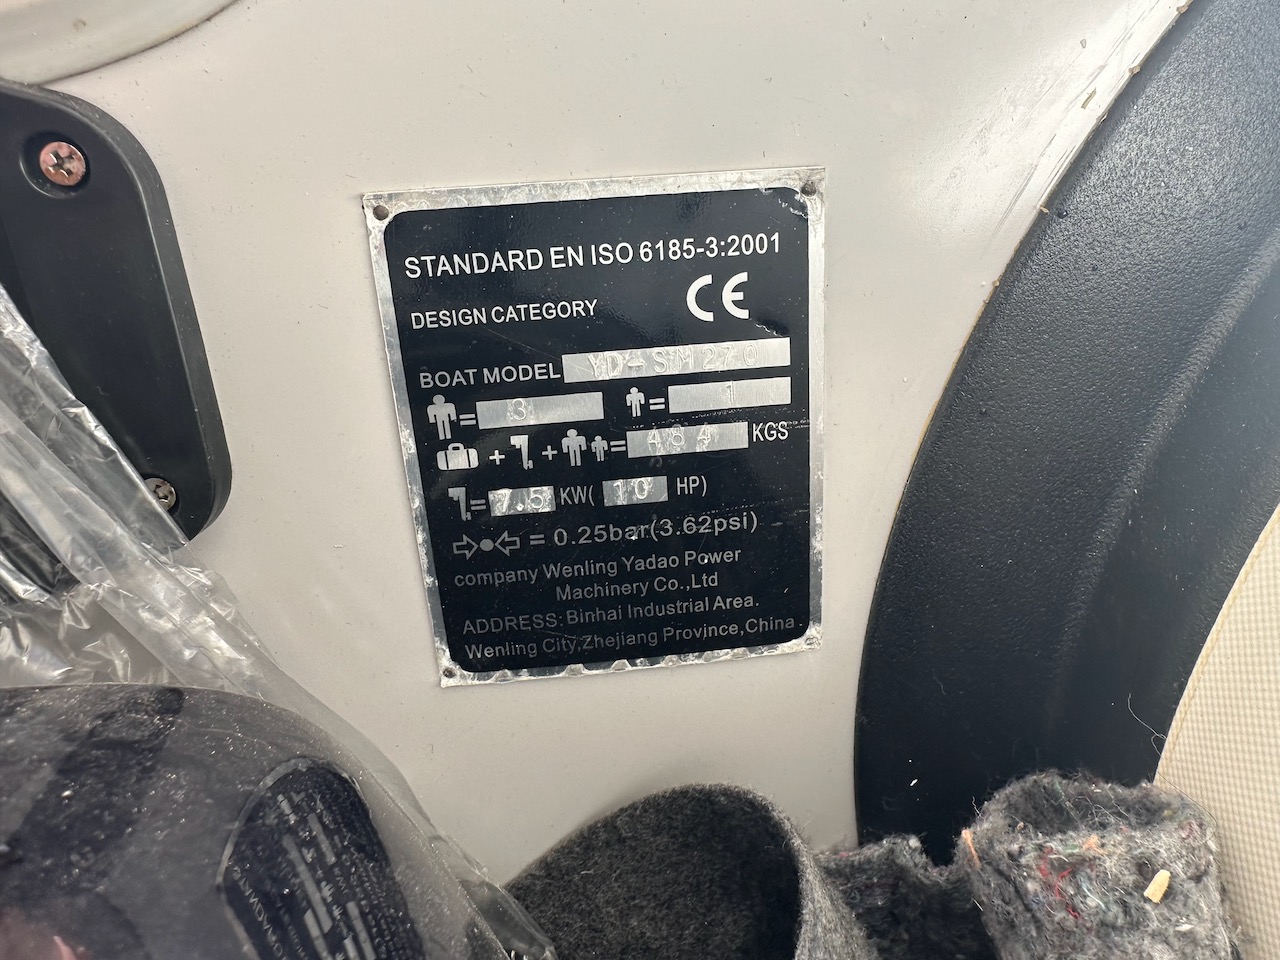 STANDARD EN ISO 6185-3:2001
DESIGN CATEGORY CE
BOAT MODEL YD-SM270
=3 =1
+ + =484 KGS
=7.5 KW( 10 HP)
= 0.25bar(3.62psi)
company Wenling Yadao Power
Machinery Co.,Ltd
ADDRESS: Binhai Industrial Area.
Wenling City,Zhejiang Province,China